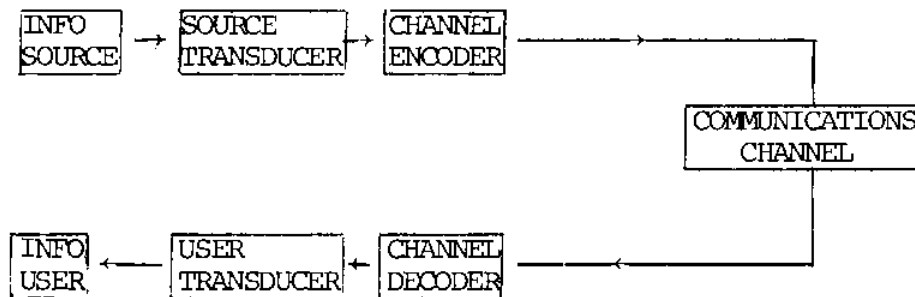 INFO
SOURCE
SOURCE
TRANSDUCER
CHANNEL
ENCODER
COMMUNICATIONS
CHANNEL
INFO
USER
USER
TRANSDUCER
CHANNEL
DECODER